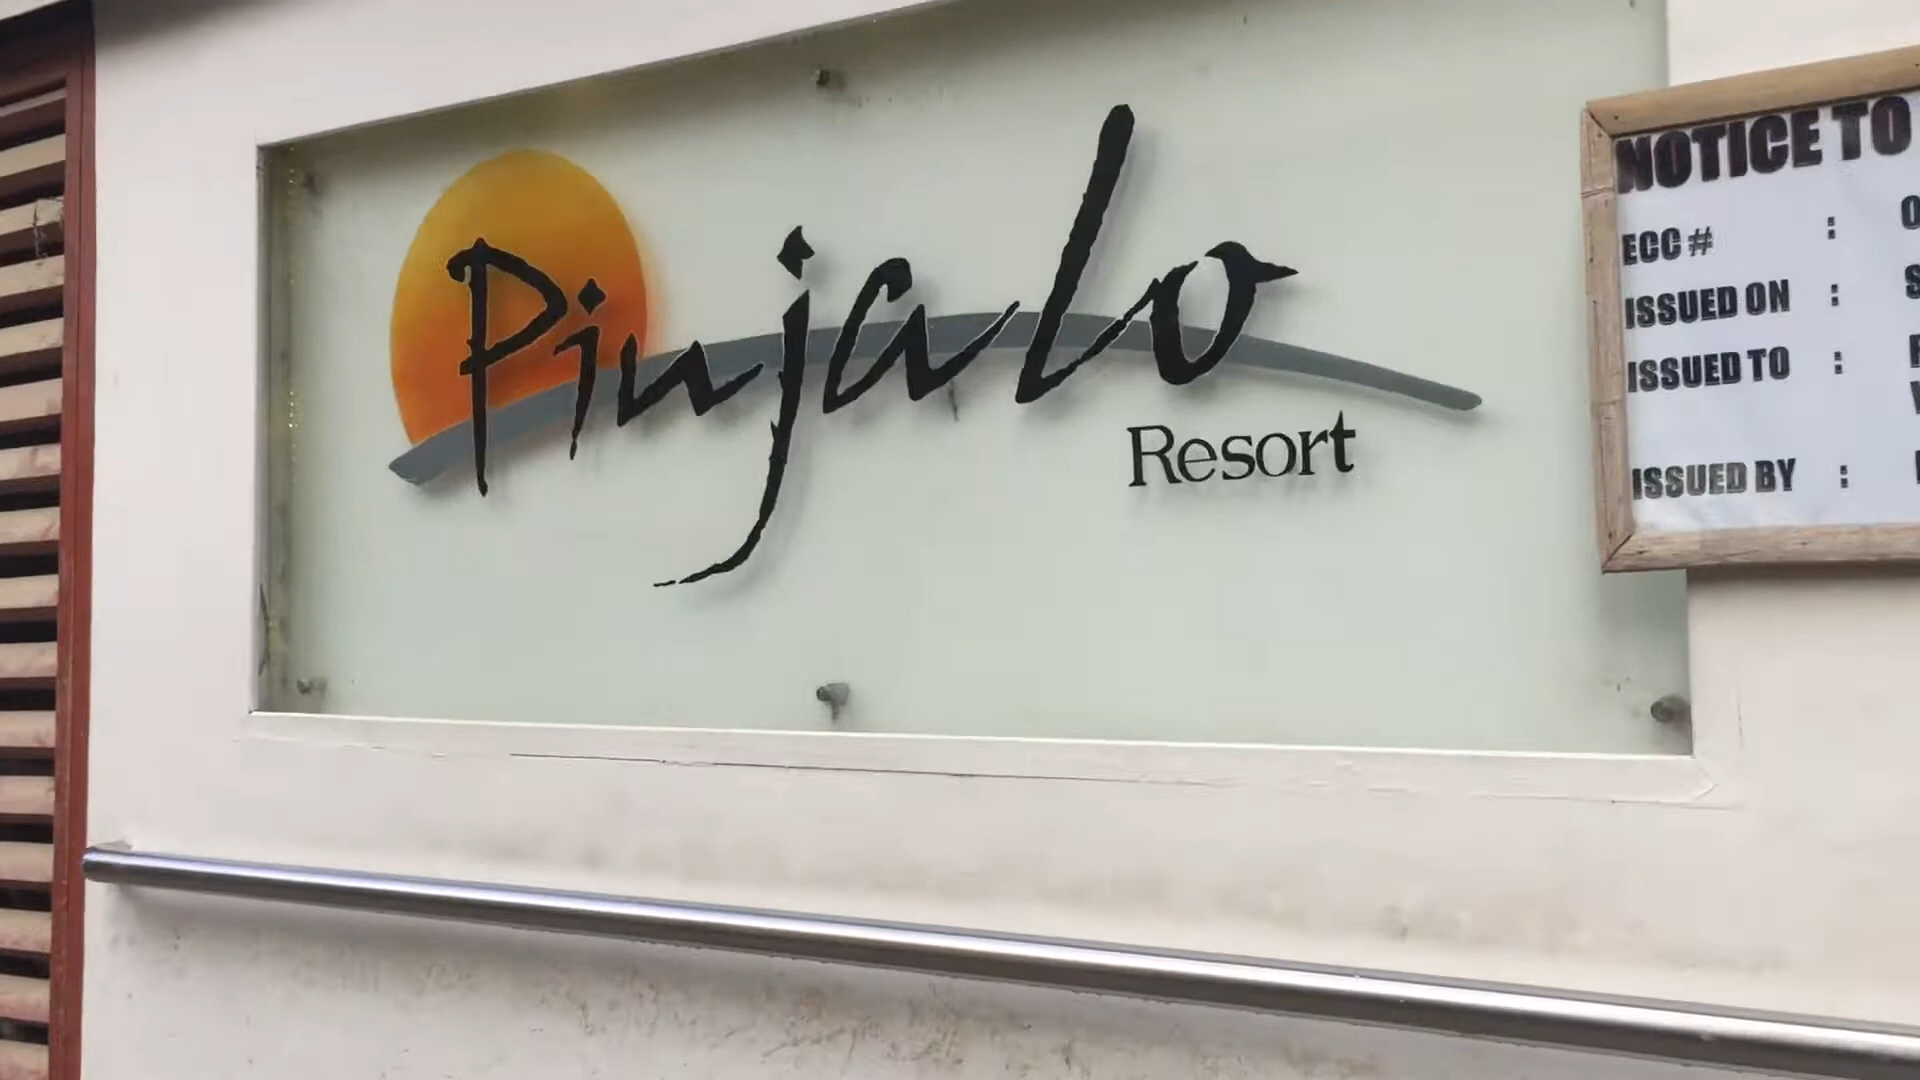 Pinjalo
Resort
NOTICE TO
ECC # :
ISSUED ON :
ISSUED TO :
ISSUED BY :